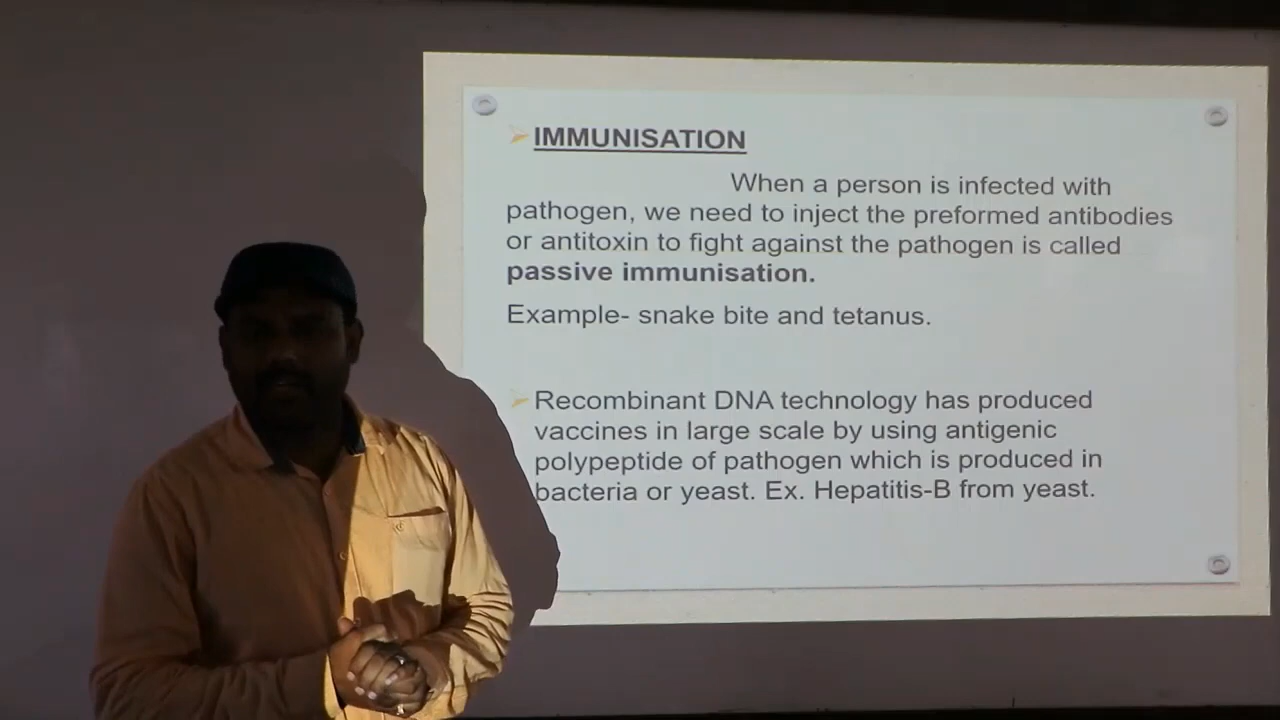 IMMUNISATION
When a person is infected with
pathogen, we need to inject the preformed antibodies
or antitoxin to fight against the pathogen is called
passive immunisation.
Example- snake bite and tetanus.
Recombinant DNA technology has produced
vaccines in large scale by using antigenic
polypeptide of pathogen which is produced in
bacteria or yeast. Ex. Hepatitis-B from yeast.